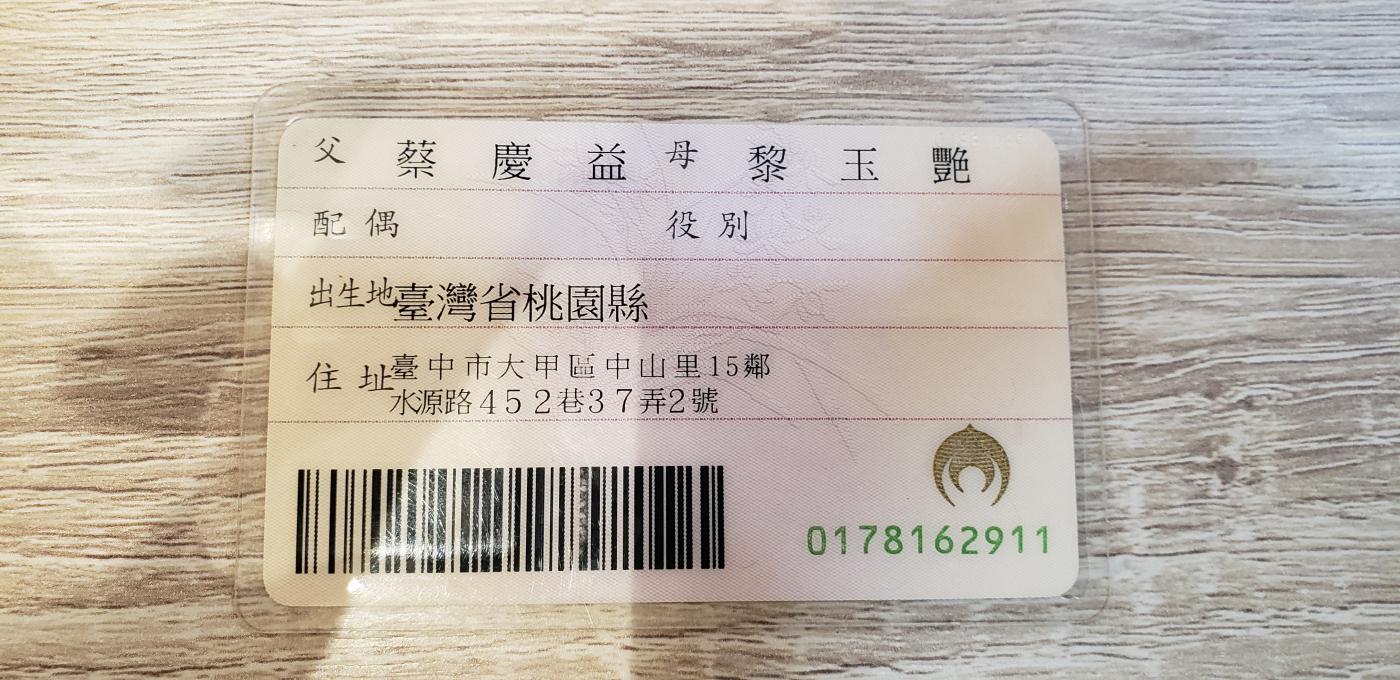 父 蔡慶益 母 黎玉艷
配偶 役別
出生地 臺灣省桃園縣
住址 臺中市大甲區中山里15鄰
水源路452巷37弄2號
0178162911